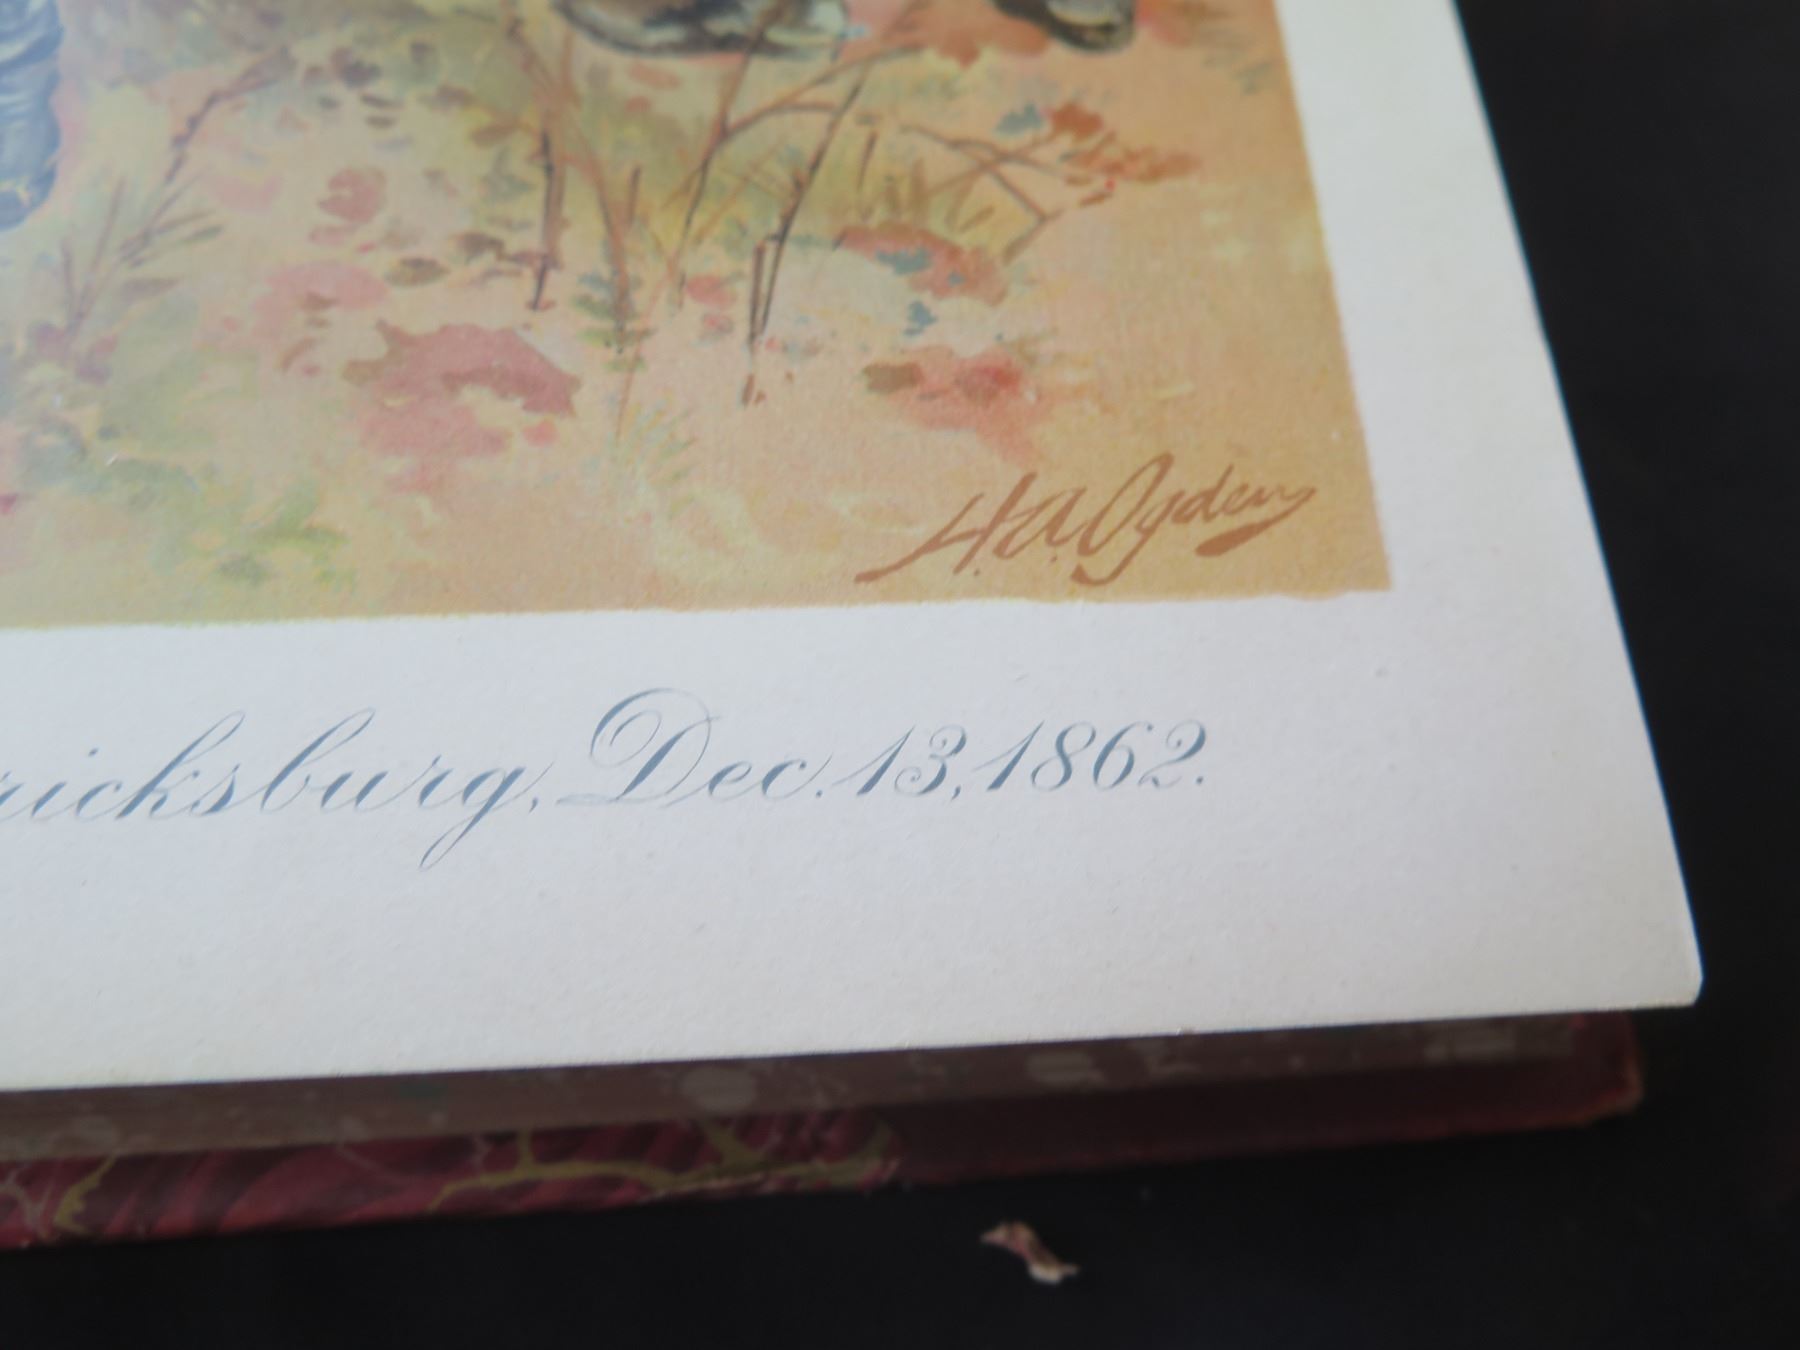 H.A. Ogden
ricksburg, Dec. 13, 1862.